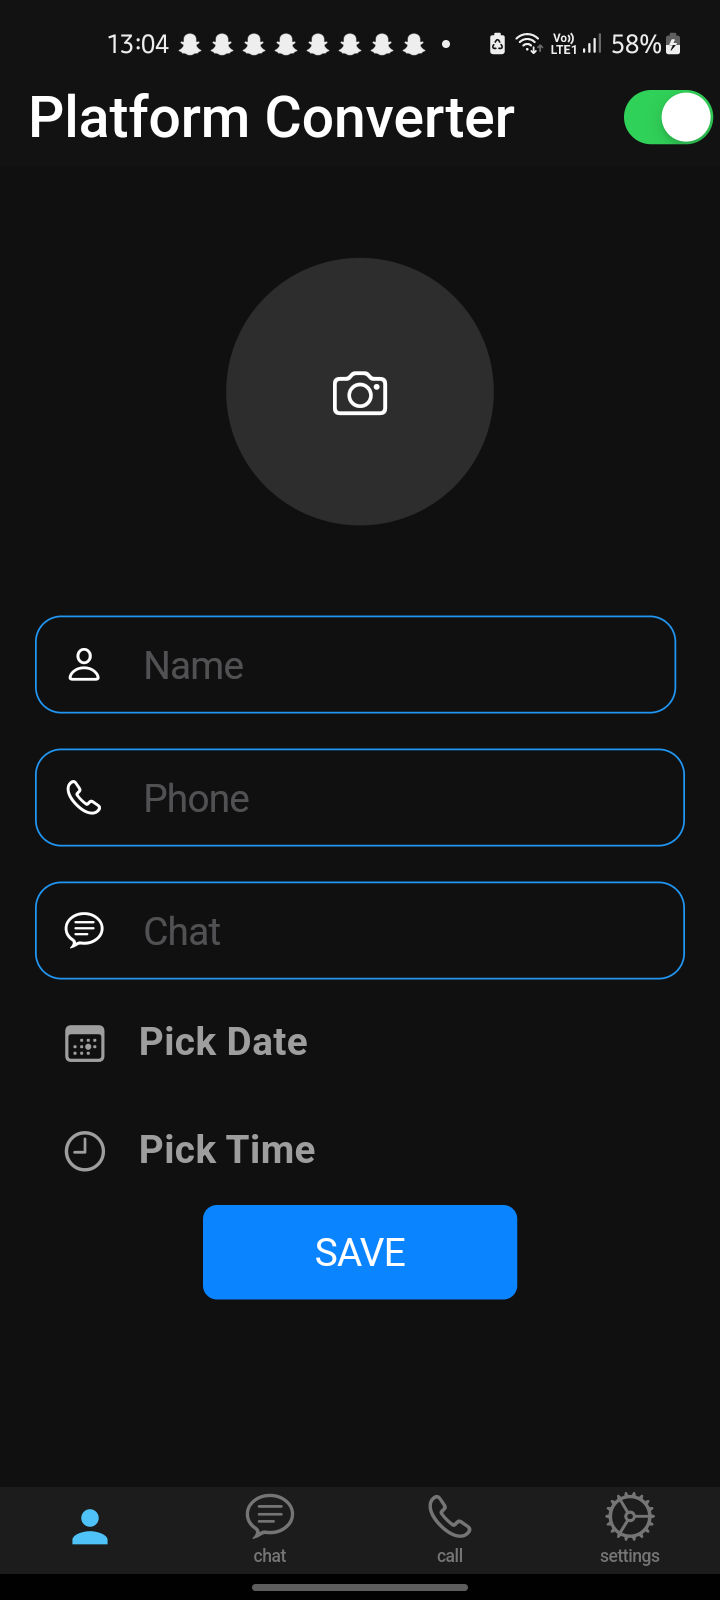 13:04 Vo)) LTE1 58%
Platform Converter
Name
Phone
Chat
Pick Date
Pick Time
SAVE
chat call settings